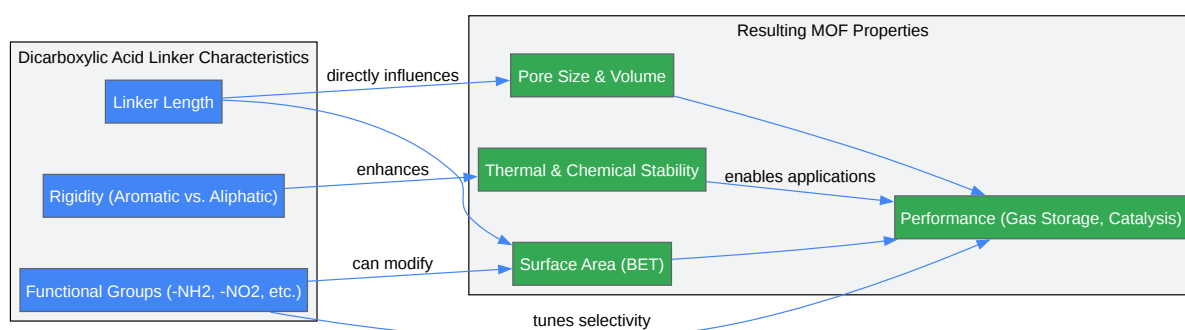 Dicarboxylic Acid Linker Characteristics
Linker Length
Rigidity (Aromatic vs. Aliphatic)
Functional Groups (-NH2, -NO2, etc.)
directly influences
enhances
can modify
tunes selectivity
Resulting MOF Properties
Pore Size & Volume
Thermal & Chemical Stability
Surface Area (BET)
enables applications
Performance (Gas Storage, Catalysis)